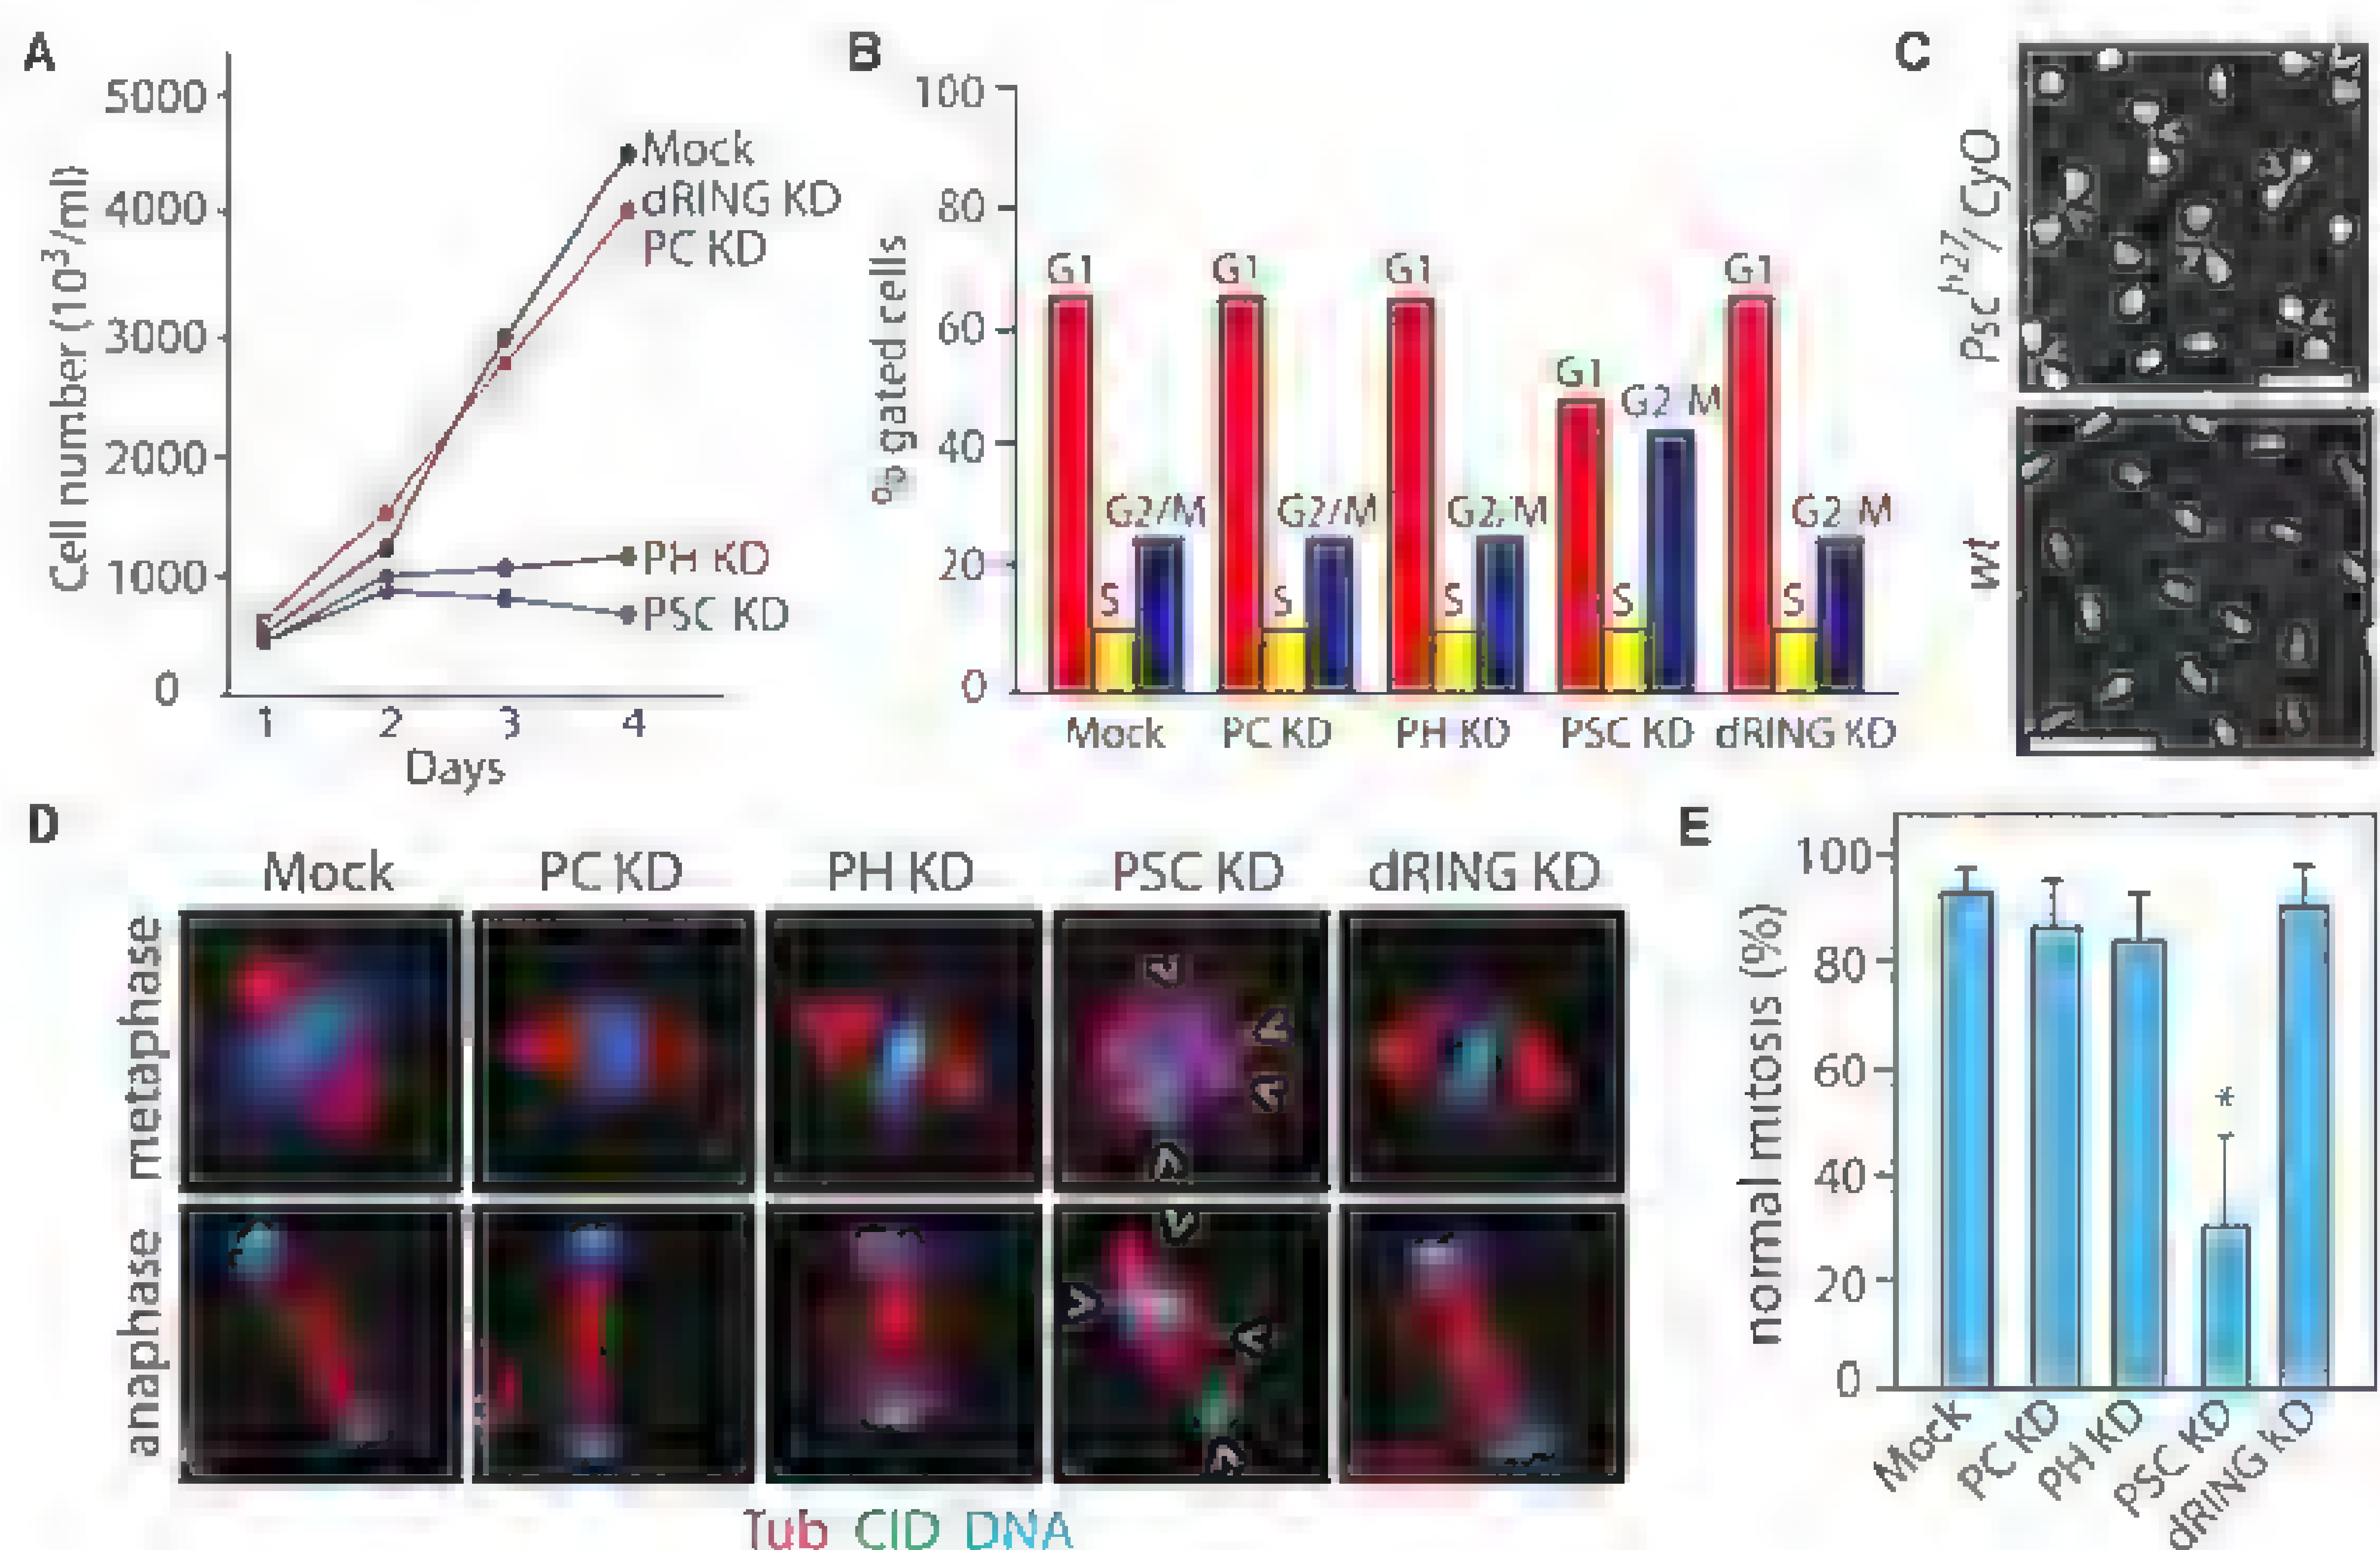 A
5000
4000
3000
2000
1000
0
Cell number (10³/ml)
Mock
dRING KD
PC KD
PH KD
PSC KD
1 2 3 4
Days
B
100
80
60
40
20
0
% gated cells
G1 S G2/M
G1 S G2/M
G1 S G2/M
G1 S G2 M
G1 S G2 M
Mock PC KD PH KD PSC KD dRING KD
C
Psc h27/ CyO
wt
D
Mock PC KD PH KD PSC KD dRING KD
metaphase
anaphase
Tub CID DNA
E
100
80
60
40
20
0
normal mitosis (%)
*
Mock
PC KD
PH KD
PSC KD
dRING KD